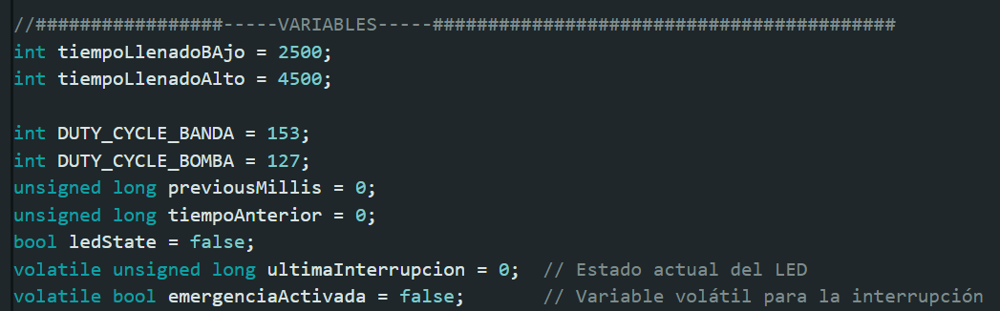 //#################-----VARIABLES-----##########################################
int tiempoLlenadoBAjo = 2500;
int tiempoLlenadoAlto = 4500;
int DUTY_CYCLE_BANDA = 153;
int DUTY_CYCLE_BOMBA = 127;
unsigned long previousMillis = 0;
unsigned long tiempoAnterior = 0;
bool ledState = false;
volatile unsigned long ultimaInterrupcion = 0;  // Estado actual del LED
volatile bool emergenciaActivada = false;       // Variable volátil para la interrupción